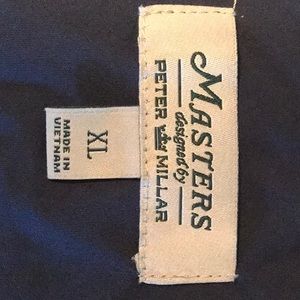 MASTERS
designed by
PETER MILLAR
XL
MADE IN
VIETNAM